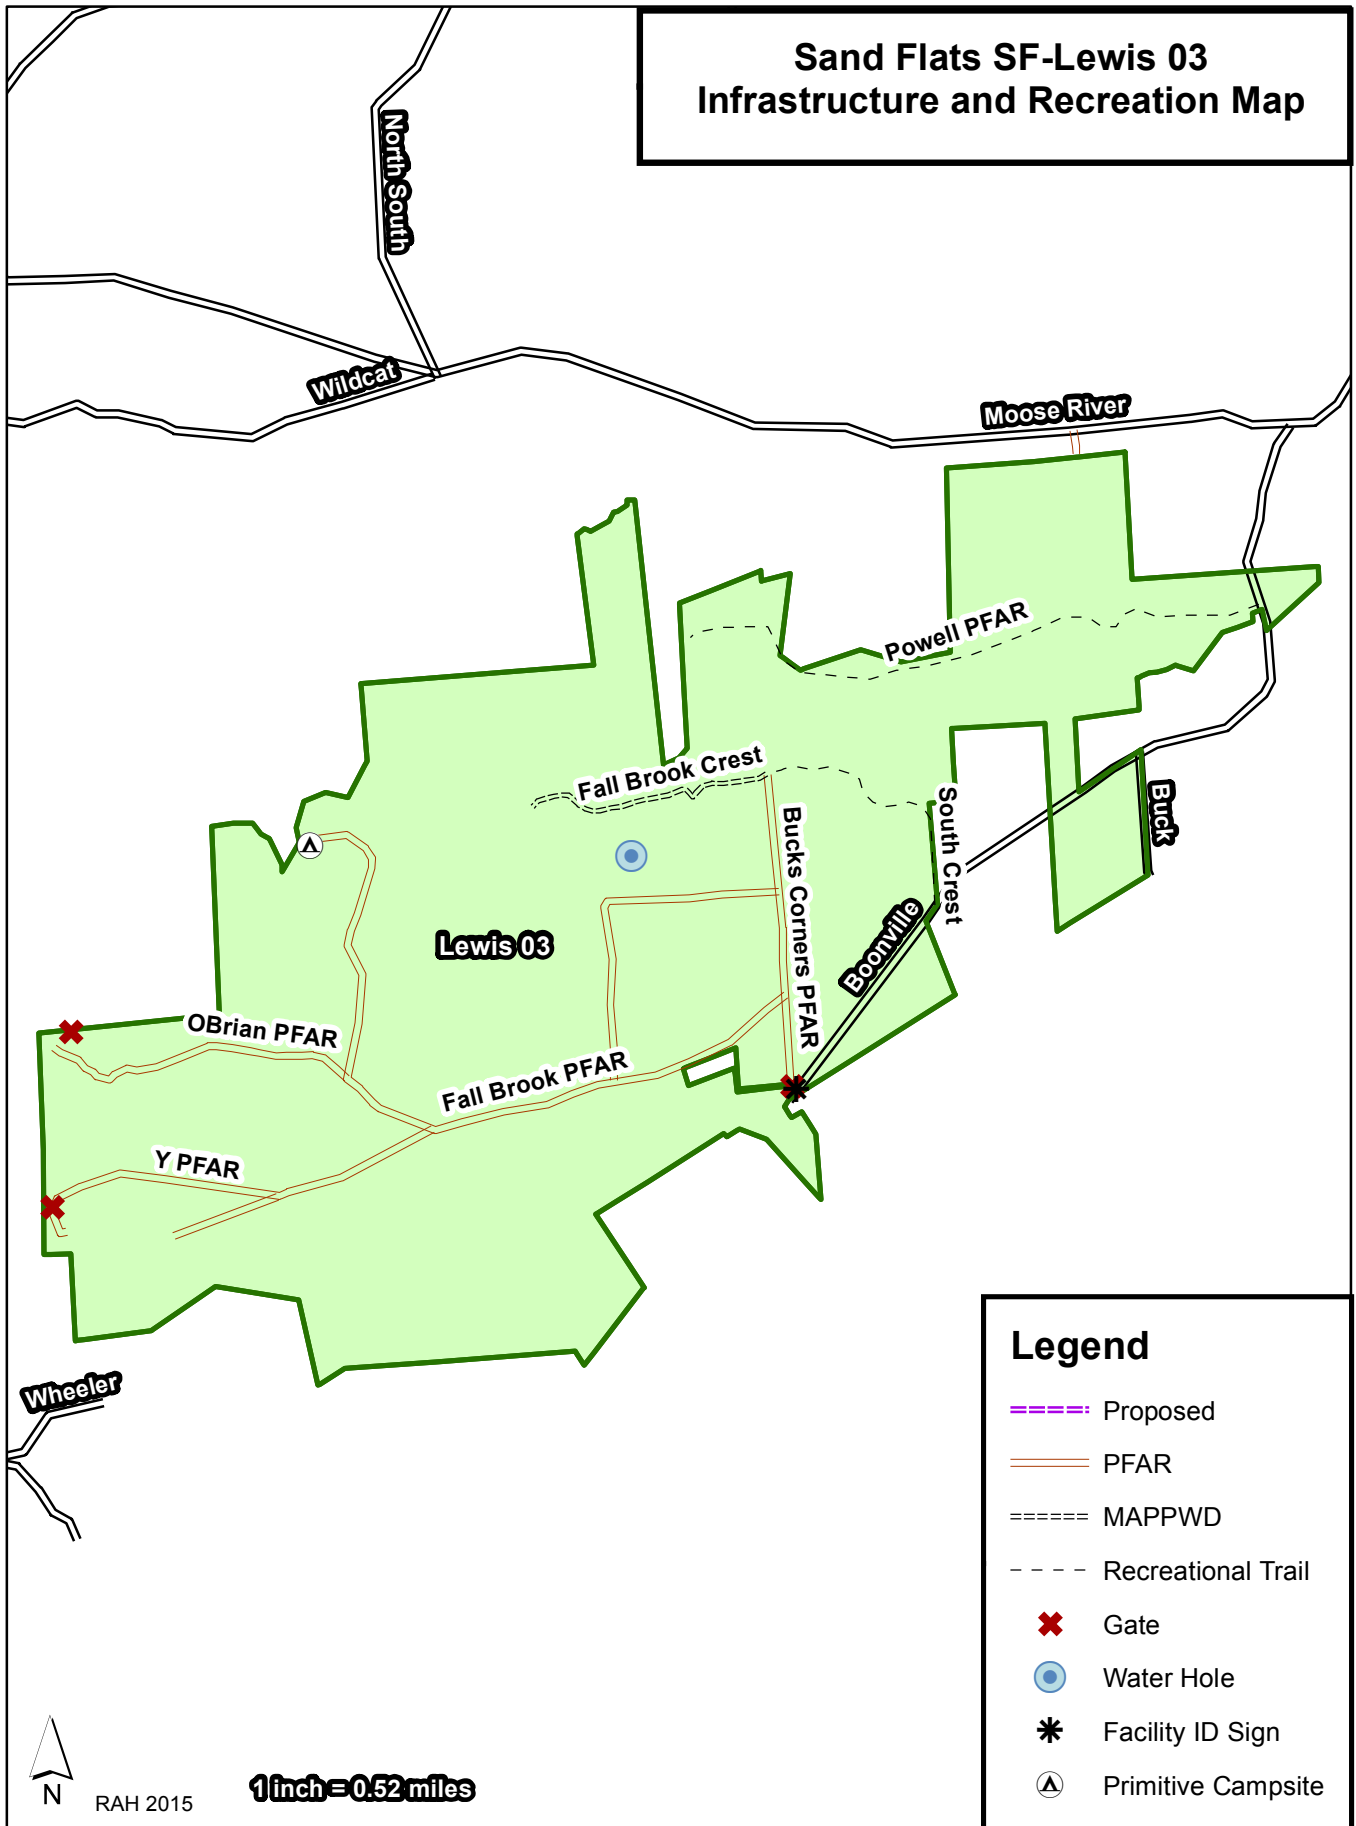 Sand Flats SF-Lewis 03
Infrastructure and Recreation Map
North South
Wildcat
Moose River
Powell PFAR
Fall Brook Crest
Bucks Corners PFAR
South Crest
Buck
Boonville
Lewis 03
OBrian PFAR
Fall Brook PFAR
Y PFAR
Wheeler
Legend
Proposed
PFAR
MAPPWD
Recreational Trail
Gate
Water Hole
Facility ID Sign
Primitive Campsite
N
RAH 2015
1 inch = 0.52 miles